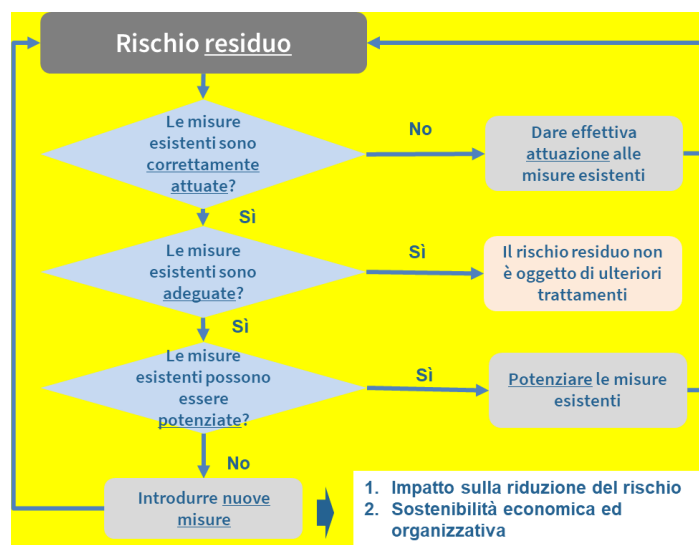 Rischio residuo
Le misure
esistenti sono
correttamente
attuate?
No
Dare effettiva
attuazione alle
misure esistenti
Sì
Le misure
esistenti sono
adeguate?
Sì
Il rischio residuo non
è oggetto di ulteriori
trattamenti
Sì
Le misure
esistenti possono
essere
potenziate?
Sì
Potenziare le misure
esistenti
No
Introdurre nuove
misure
1. Impatto sulla riduzione del rischio
2. Sostenibilità economica ed
organizzativa